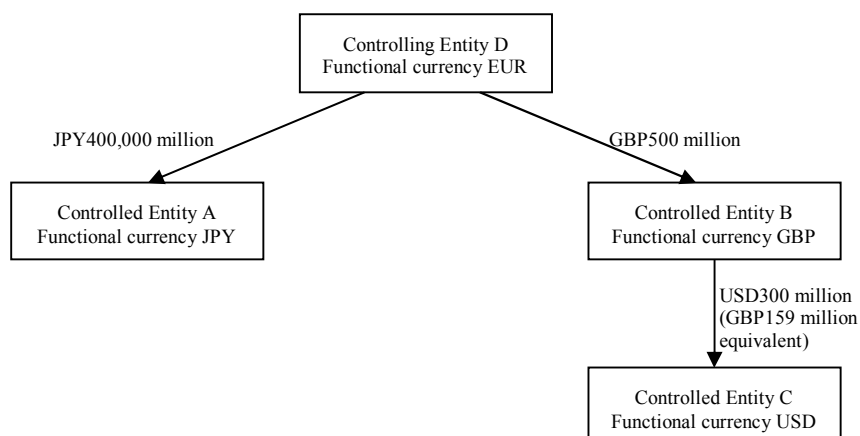 Controlling Entity D
Functional currency EUR
JPY400,000 million
GBP500 million
Controlled Entity A
Functional currency JPY
Controlled Entity B
Functional currency GBP
USD300 million
(GBP159 million
equivalent)
Controlled Entity C
Functional currency USD